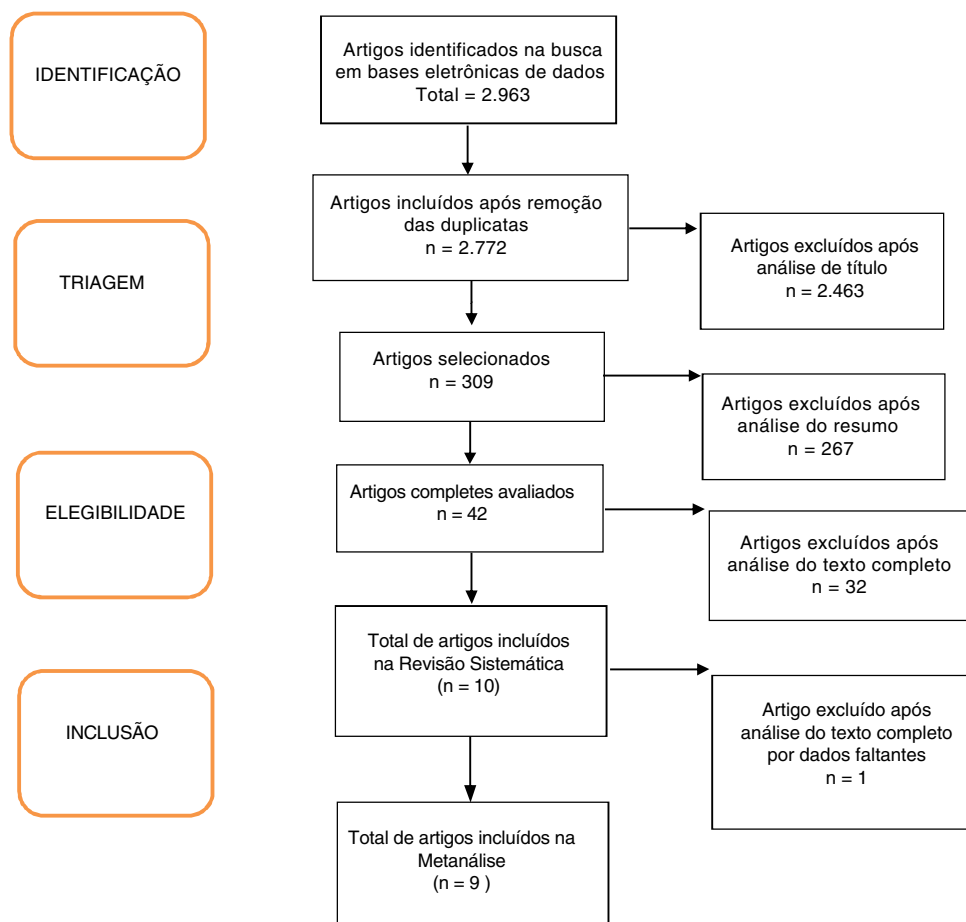 IDENTIFICAÇÃO
Artigos identificados na busca
em bases eletrônicas de dados
Total = 2.963
Artigos incluídos após remoção
das duplicatas
n = 2.772
TRIAGEM
Artigos excluídos após
análise de título
n = 2.463
Artigos selecionados
n = 309
Artigos excluídos após
análise do resumo
n = 267
ELEGIBILIDADE
Artigos completes avaliados
n = 42
Artigos excluídos após
análise do texto completo
n = 32
Total de artigos incluídos
na Revisão Sistemática
(n = 10)
INCLUSÃO
Artigo excluído após
análise do texto completo
por dados faltantes
n = 1
Total de artigos incluídos na
Metanálise
(n = 9 )